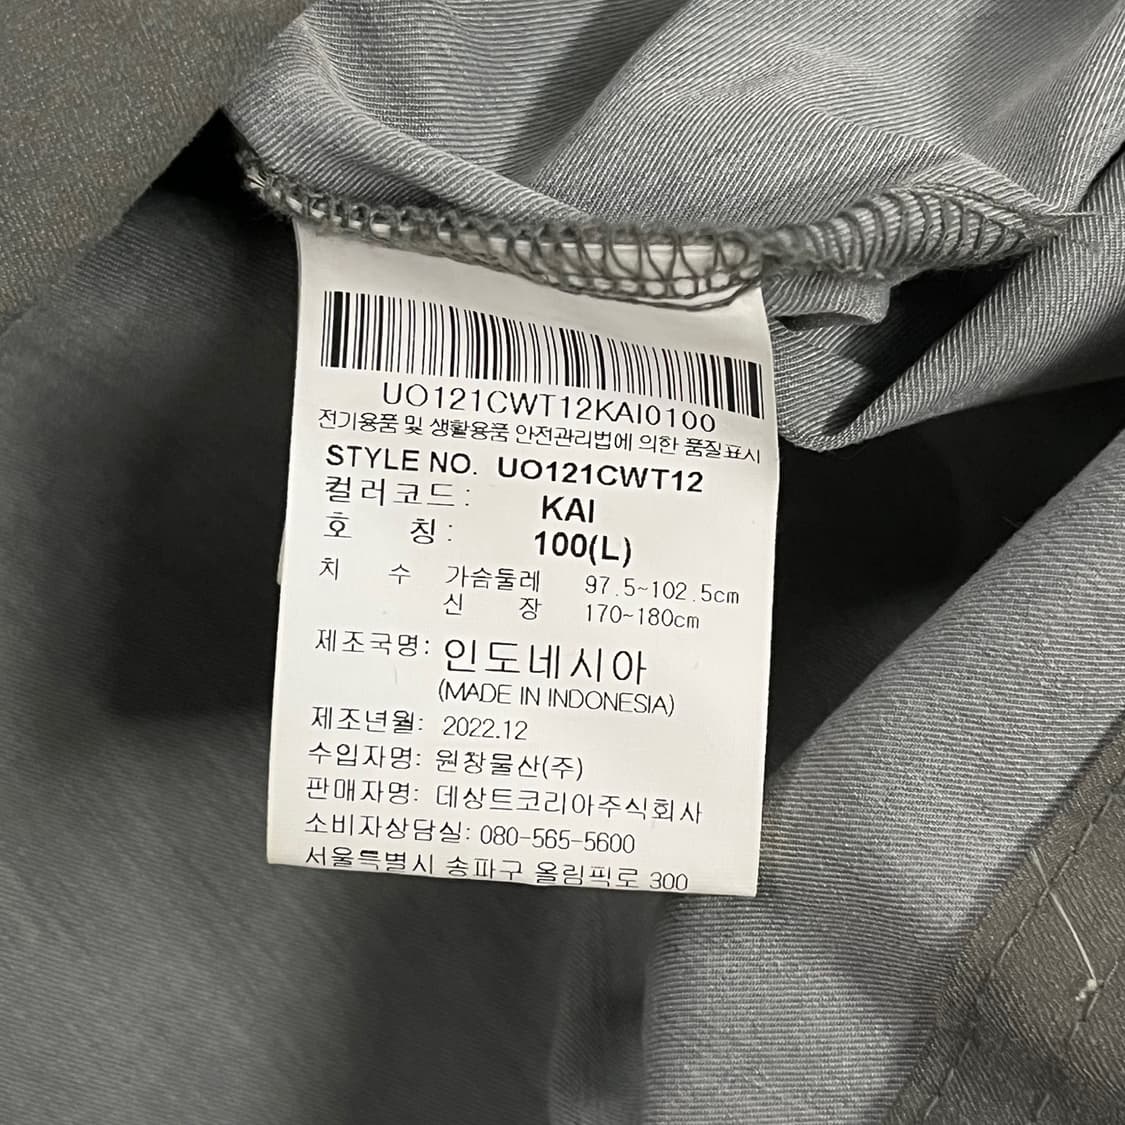 UO121CWT12KAI0100
전기용품 및 생활용품 안전관리법에 의한 품질표시
STYLE NO. UO121CWT12
컬러코드: KAI
호 칭: 100(L)
치 수 가슴둘레 97.5~102.5cm
신 장 170~180cm
제조국명: 인도네시아
(MADE IN INDONESIA)
제조년월: 2022.12
수입자명: 원창물산(주)
판매자명: 데상트코리아주식회사
소비자상담실: 080-565-5600
서울특별시 송파구 올림픽로 300